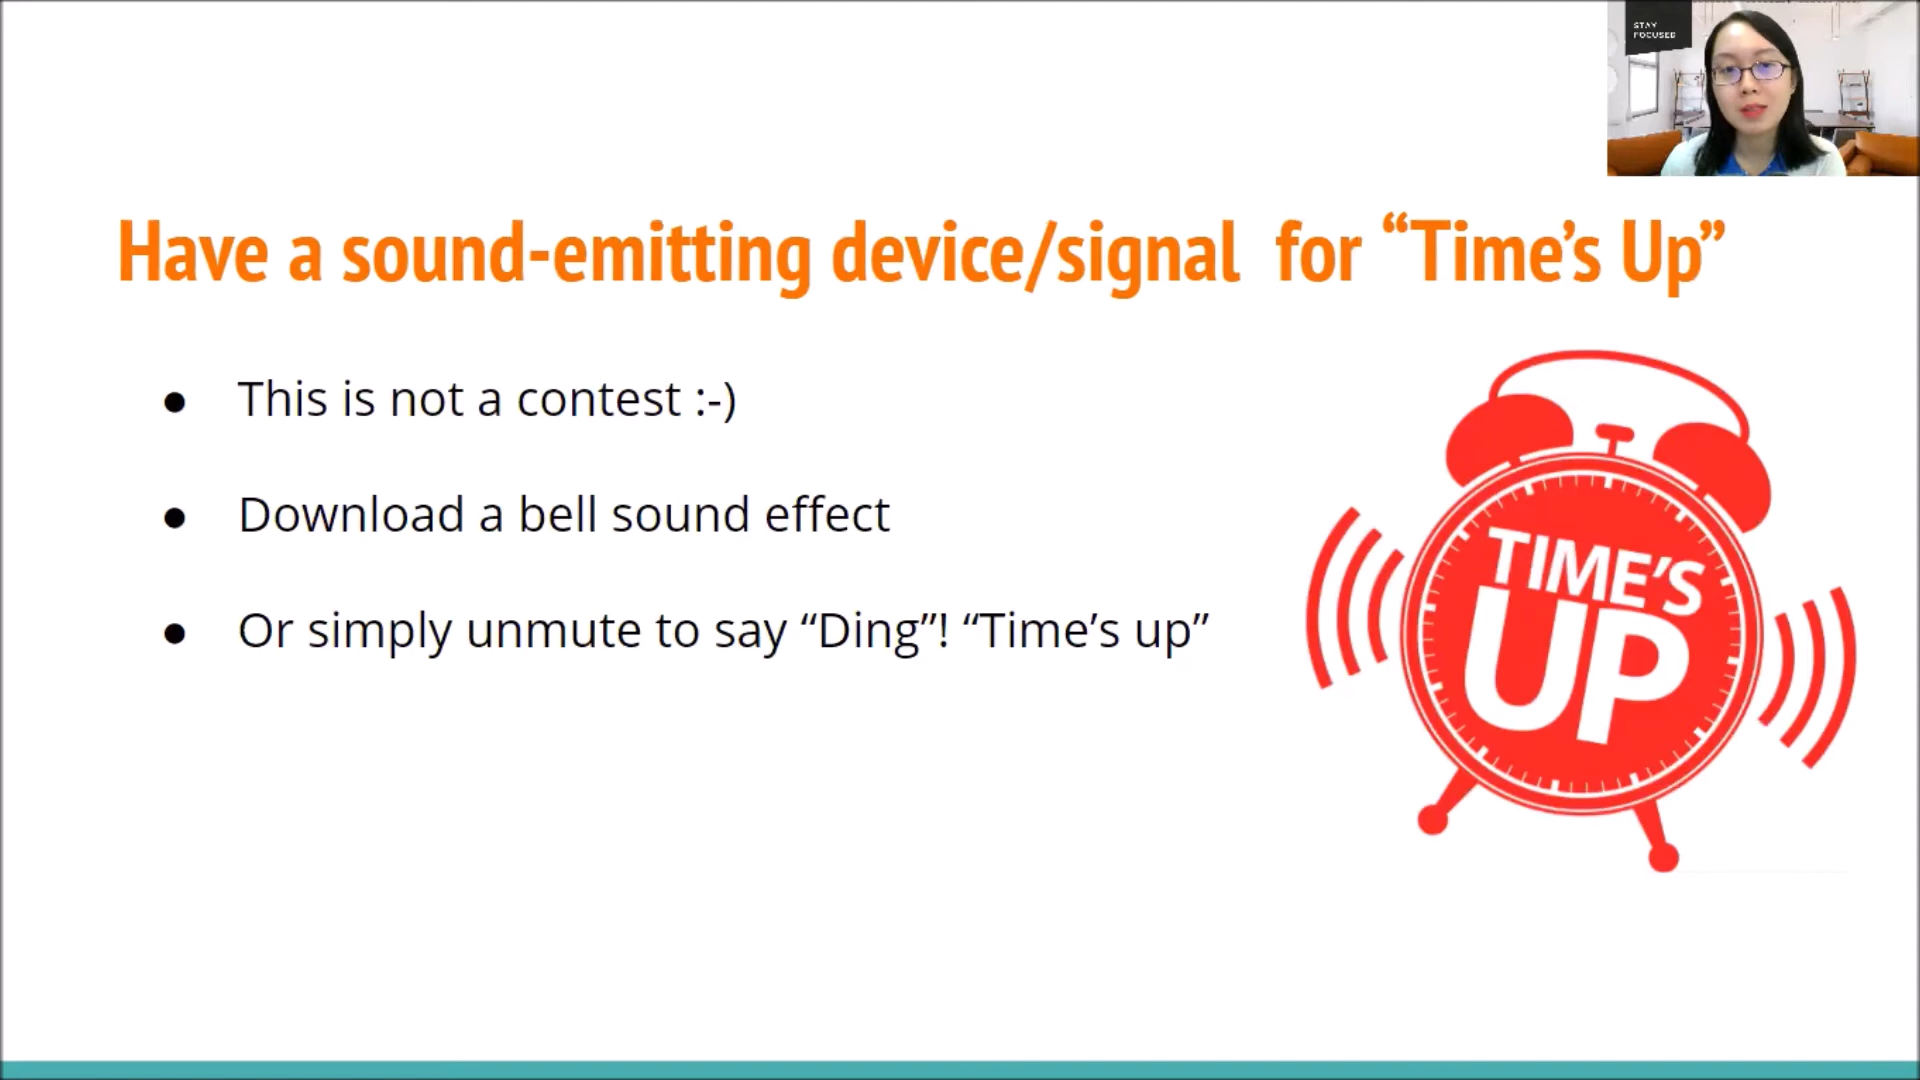 STAY
FOCUSED
Have a sound-emitting device/signal  for “Time’s Up”
● This is not a contest :-)
● Download a bell sound effect
● Or simply unmute to say “Ding”! “Time’s up”
TIME’S
UP